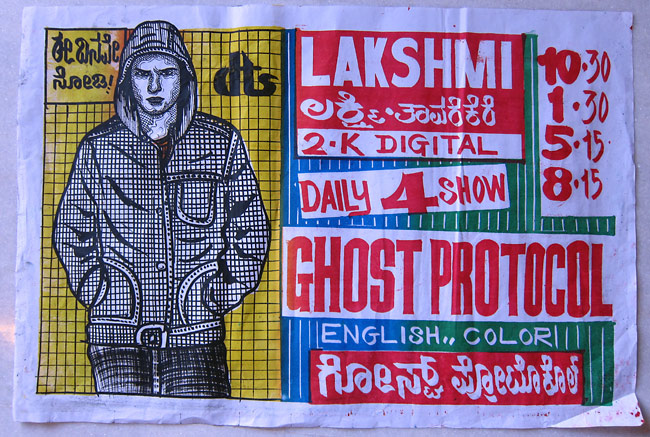 ಈ ದಿನವೇ
ನೋಡಿ!
dts
LAKSHMI
ಲಕ್ಷ್ಮೀ·ತಾವರೆಕೆರೆ
2·K DIGITAL
DAILY 4 SHOW
10·30
1·30
5·15
8·15
GHOST PROTOCOL
ENGLISH,, COLOR
ಗೋಸ್ಟ್ ಪ್ರೋಟೊಕೊಲ್